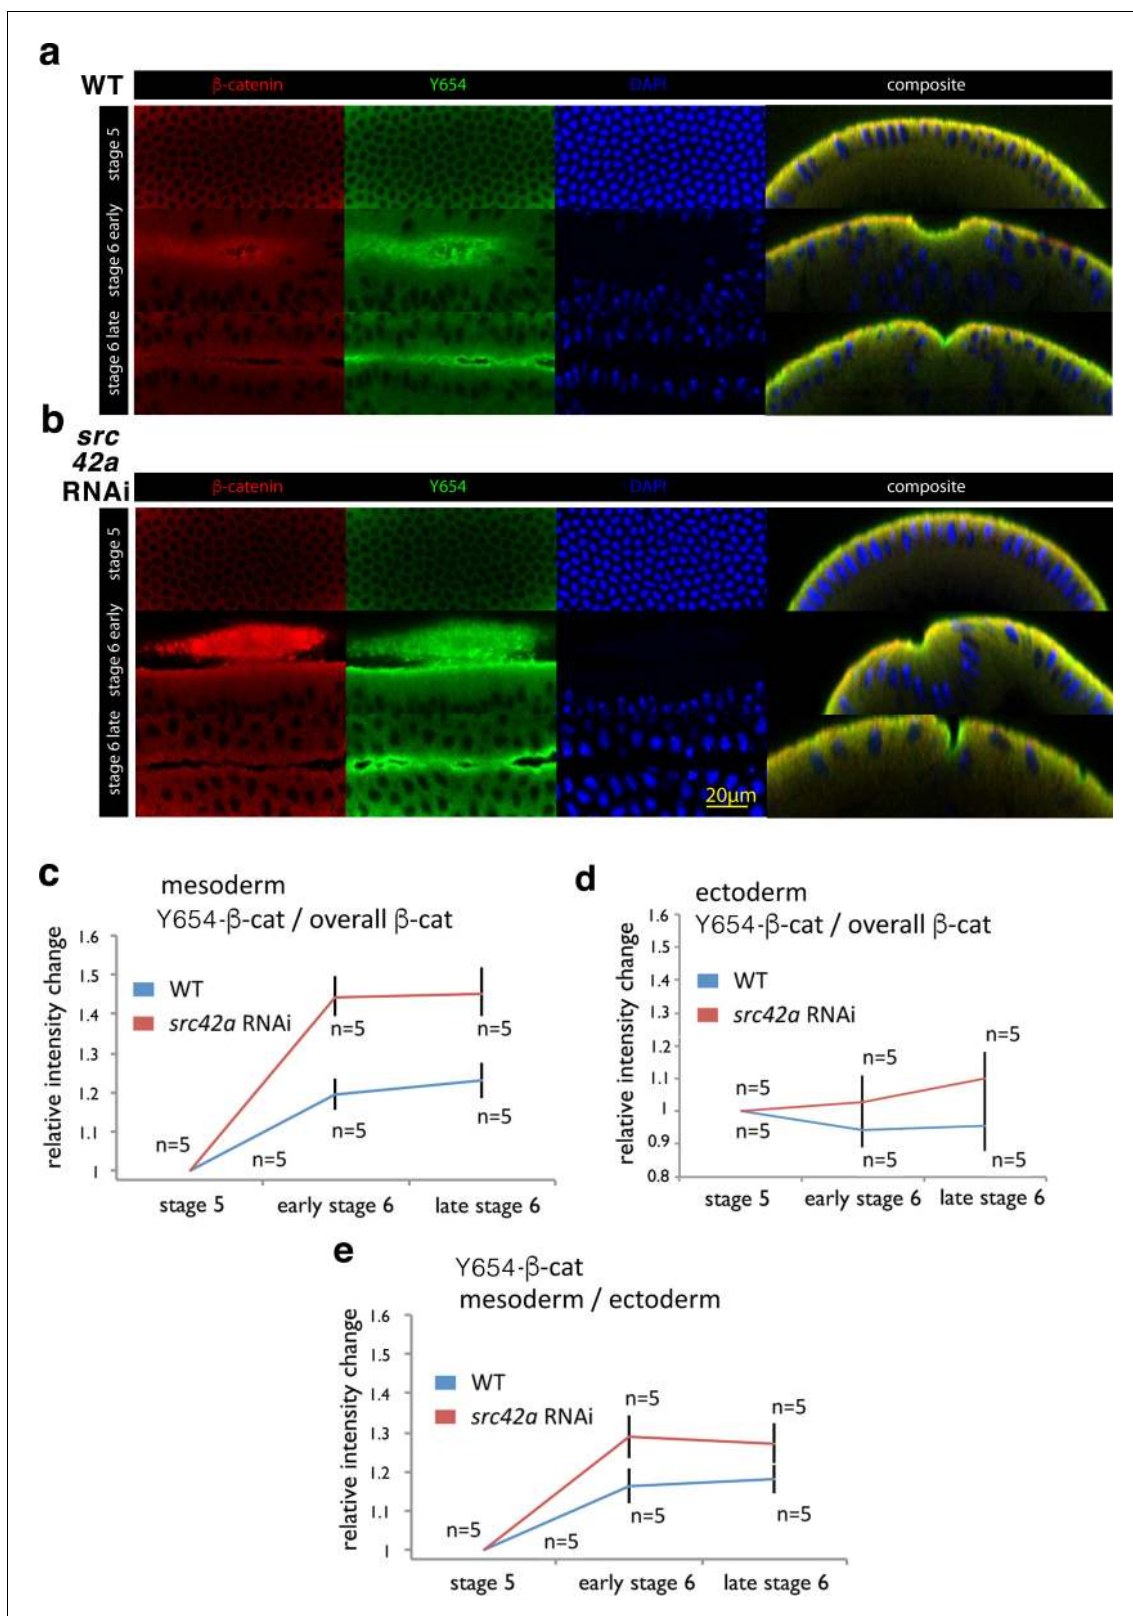 a
WT
β-catenin Y654 DAPI composite
stage 5
stage 6 early
stage 6 late
b
src
42a
RNAi
β-catenin Y654 DAPI composite
stage 5
stage 6 early
stage 6 late
20µm
c
mesoderm
Y654-β-cat / overall β-cat
relative intensity change
1.6
1.5
1.4
1.3
1.2
1.1
1
WT
src42a RNAi
n=5
n=5
n=5
n=5
n=5
n=5
stage 5 early stage 6 late stage 6
d
ectoderm
Y654-β-cat / overall β-cat
relative intensity change
1.6
1.5
1.4
1.3
1.2
1.1
1
0.9
0.8
WT
src42a RNAi
n=5
n=5
n=5
n=5
n=5
n=5
stage 5 early stage 6 late stage 6
e
Y654-β-cat
mesoderm / ectoderm
relative intensity change
1.6
1.5
1.4
1.3
1.2
1.1
1
WT
src42a RNAi
n=5
n=5
n=5
n=5
n=5
n=5
stage 5 early stage 6 late stage 6